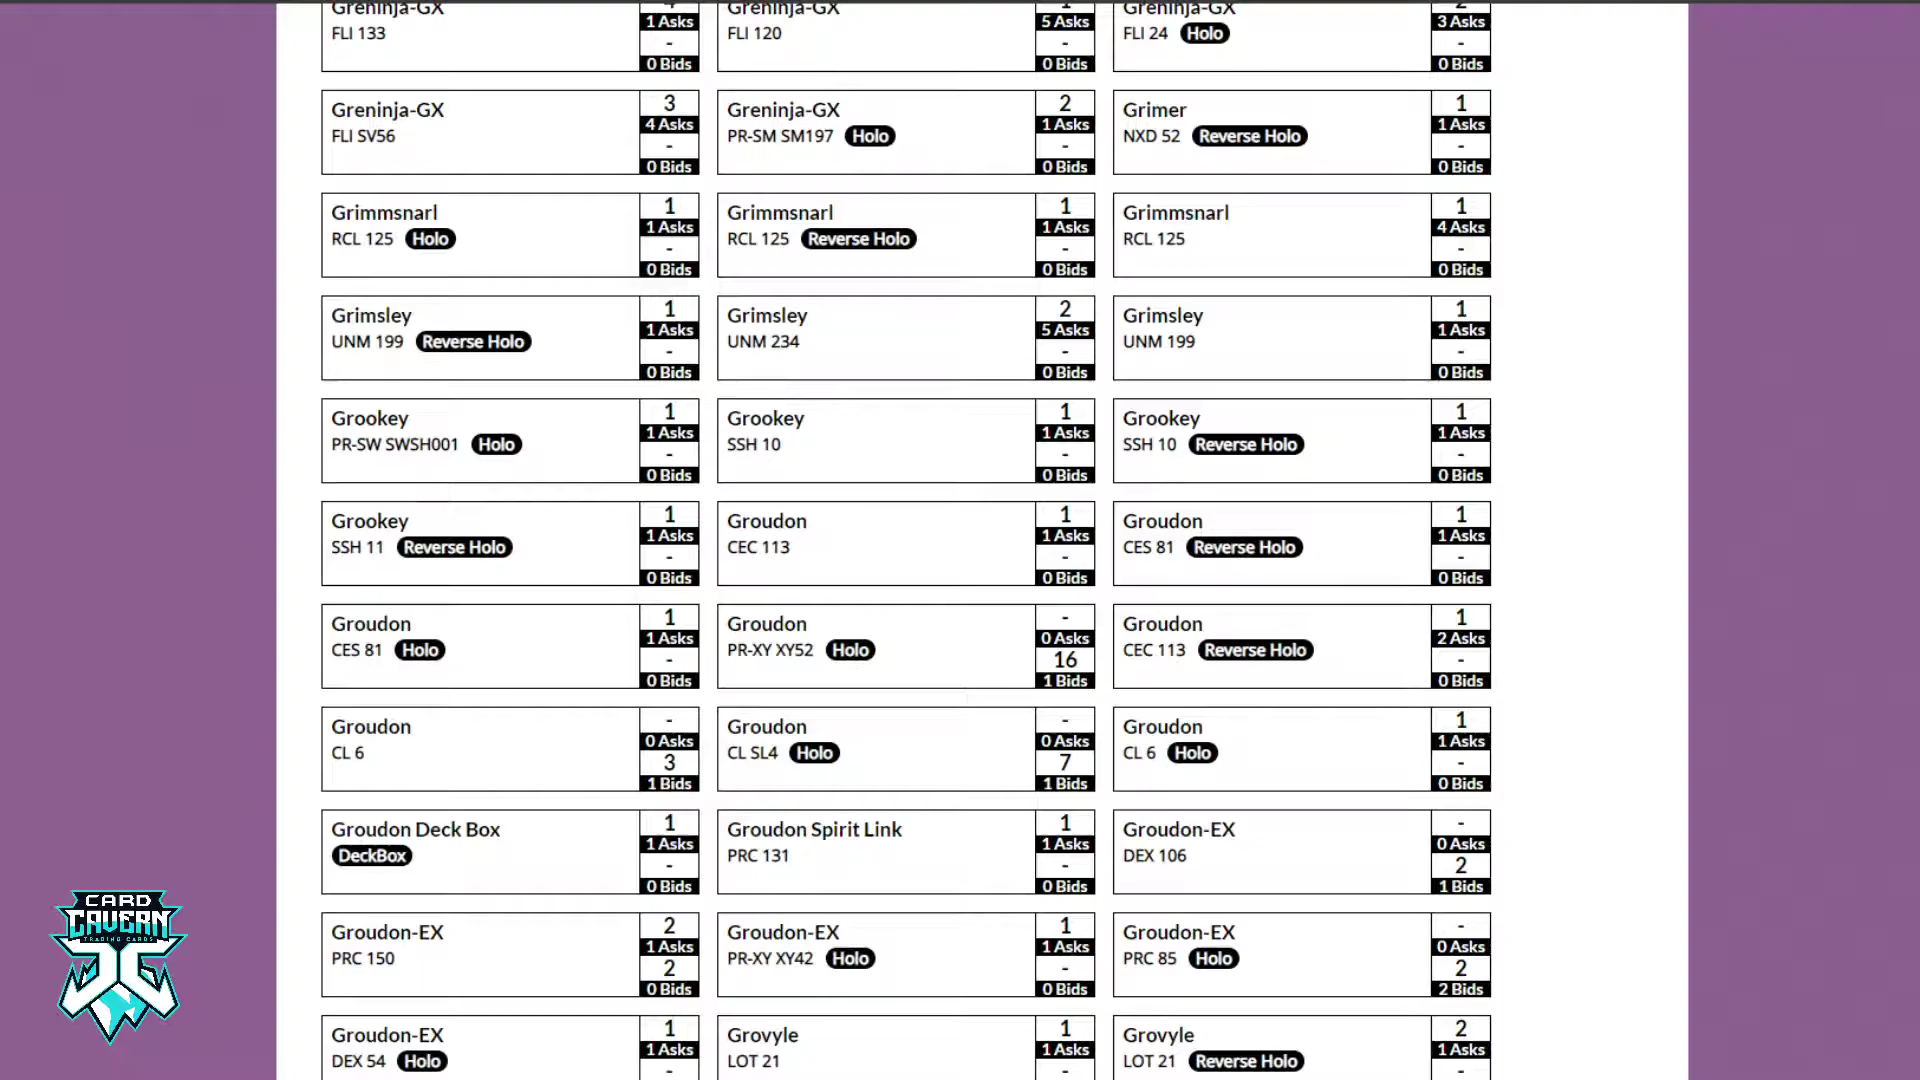 Greninja-GX
FLI 133
1 Asks
-
0 Bids
Greninja-GX
FLI 120
1
5 Asks
-
0 Bids
Greninja-GX
FLI 24 Holo
2
3 Asks
-
0 Bids
Greninja-GX
FLI SV56
3
4 Asks
-
0 Bids
Greninja-GX
PR-SM SM197 Holo
2
1 Asks
-
0 Bids
Grimer
NXD 52 Reverse Holo
1
1 Asks
-
0 Bids
Grimmsnarl
RCL 125 Holo
1
1 Asks
-
0 Bids
Grimmsnarl
RCL 125 Reverse Holo
1
1 Asks
-
0 Bids
Grimmsnarl
RCL 125
1
4 Asks
-
0 Bids
Grimsley
UNM 199 Reverse Holo
1
1 Asks
-
0 Bids
Grimsley
UNM 234
2
5 Asks
-
0 Bids
Grimsley
UNM 199
1
1 Asks
-
0 Bids
Grookey
PR-SW SWSH001 Holo
1
1 Asks
-
0 Bids
Grookey
SSH 10
1
1 Asks
-
0 Bids
Grookey
SSH 10 Reverse Holo
1
1 Asks
-
0 Bids
Grookey
SSH 11 Reverse Holo
1
1 Asks
-
0 Bids
Groudon
CEC 113
1
1 Asks
-
0 Bids
Groudon
CES 81 Reverse Holo
1
1 Asks
-
0 Bids
Groudon
CES 81 Holo
1
1 Asks
-
0 Bids
Groudon
PR-XY XY52 Holo
-
0 Asks
16
1 Bids
Groudon
CEC 113 Reverse Holo
1
2 Asks
-
0 Bids
Groudon
CL 6
-
0 Asks
3
1 Bids
Groudon
CL SL4 Holo
-
0 Asks
7
1 Bids
Groudon
CL 6 Holo
1
1 Asks
-
0 Bids
Groudon Deck Box
DeckBox
1
1 Asks
-
0 Bids
Groudon Spirit Link
PRC 131
1
1 Asks
-
0 Bids
Groudon-EX
DEX 106
-
0 Asks
2
1 Bids
Groudon-EX
PRC 150
2
1 Asks
2
0 Bids
Groudon-EX
PR-XY XY42 Holo
1
1 Asks
-
0 Bids
Groudon-EX
PRC 85 Holo
-
0 Asks
2
2 Bids
Groudon-EX
DEX 54 Holo
1
1 Asks
-
Grovyle
LOT 21
1
1 Asks
-
Grovyle
LOT 21 Reverse Holo
2
1 Asks
-
CARD
CAVERN
TRADING CARDS